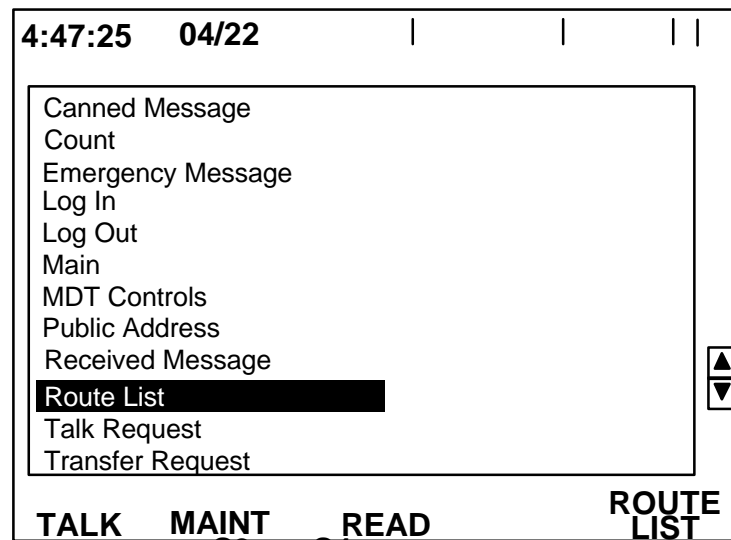 4:47:25 04/22
Canned Message
Count
Emergency Message
Log In
Log Out
Main
MDT Controls
Public Address
Received Message
Route List
Talk Request
Transfer Request
TALK MAINT READ ROUTE
LIST